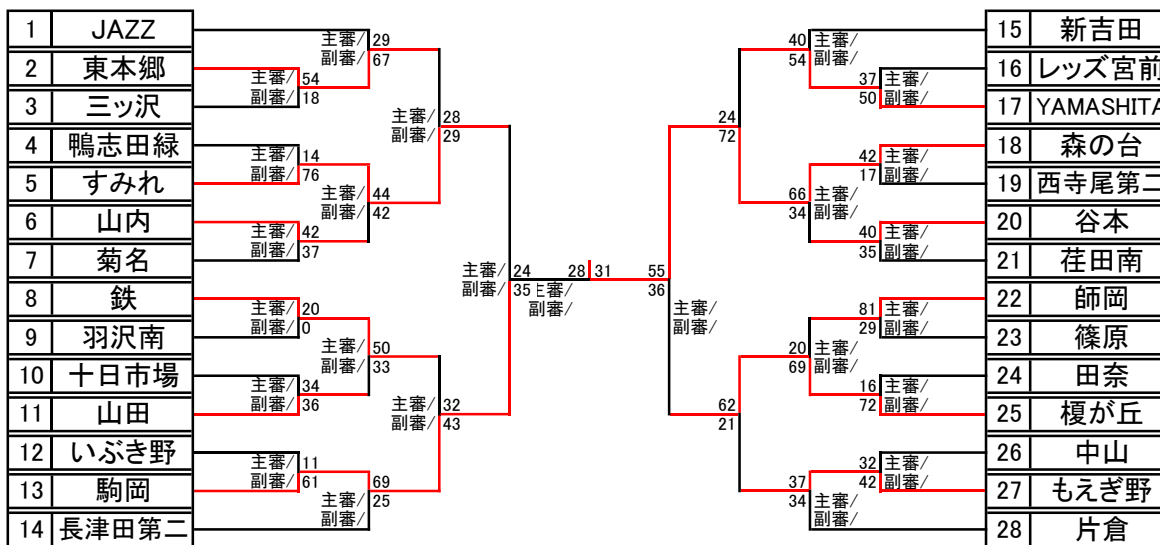 1 JAZZ
2 東本郷
3 三ッ沢
4 鴨志田緑
5 すみれ
6 山内
7 菊名
8 鉄
9 羽沢南
10 十日市場
11 山田
12 いぶき野
13 駒岡
14 長津田第二
主審/ 54
副審/ 18
主審/ 14
副審/ 76
主審/ 42
副審/ 37
主審/ 20
副審/ 0
主審/ 34
副審/ 36
主審/ 11
副審/ 61
主審/ 29
副審/ 67
主審/ 44
副審/ 42
主審/ 50
副審/ 33
主審/ 69
副審/ 25
主審/ 28
副審/ 29
主審/ 32
副審/ 43
主審/ 24
副審/ 35
28 31
主審/
副審/
55
36
主審/
副審/
24
72
62
21
40 主審/
54 副審/
66 主審/
34 副審/
20 主審/
69 副審/
37 主審/
34 副審/
37 主審/
50 副審/
42 主審/
17 副審/
40 主審/
35 副審/
81 主審/
29 副審/
16 主審/
72 副審/
32 主審/
42 副審/
15 新吉田
16 レッズ宮前
17 YAMASHITA
18 森の台
19 西寺尾第二
20 谷本
21 荏田南
22 師岡
23 篠原
24 田奈
25 榎が丘
26 中山
27 もえぎ野
28 片倉